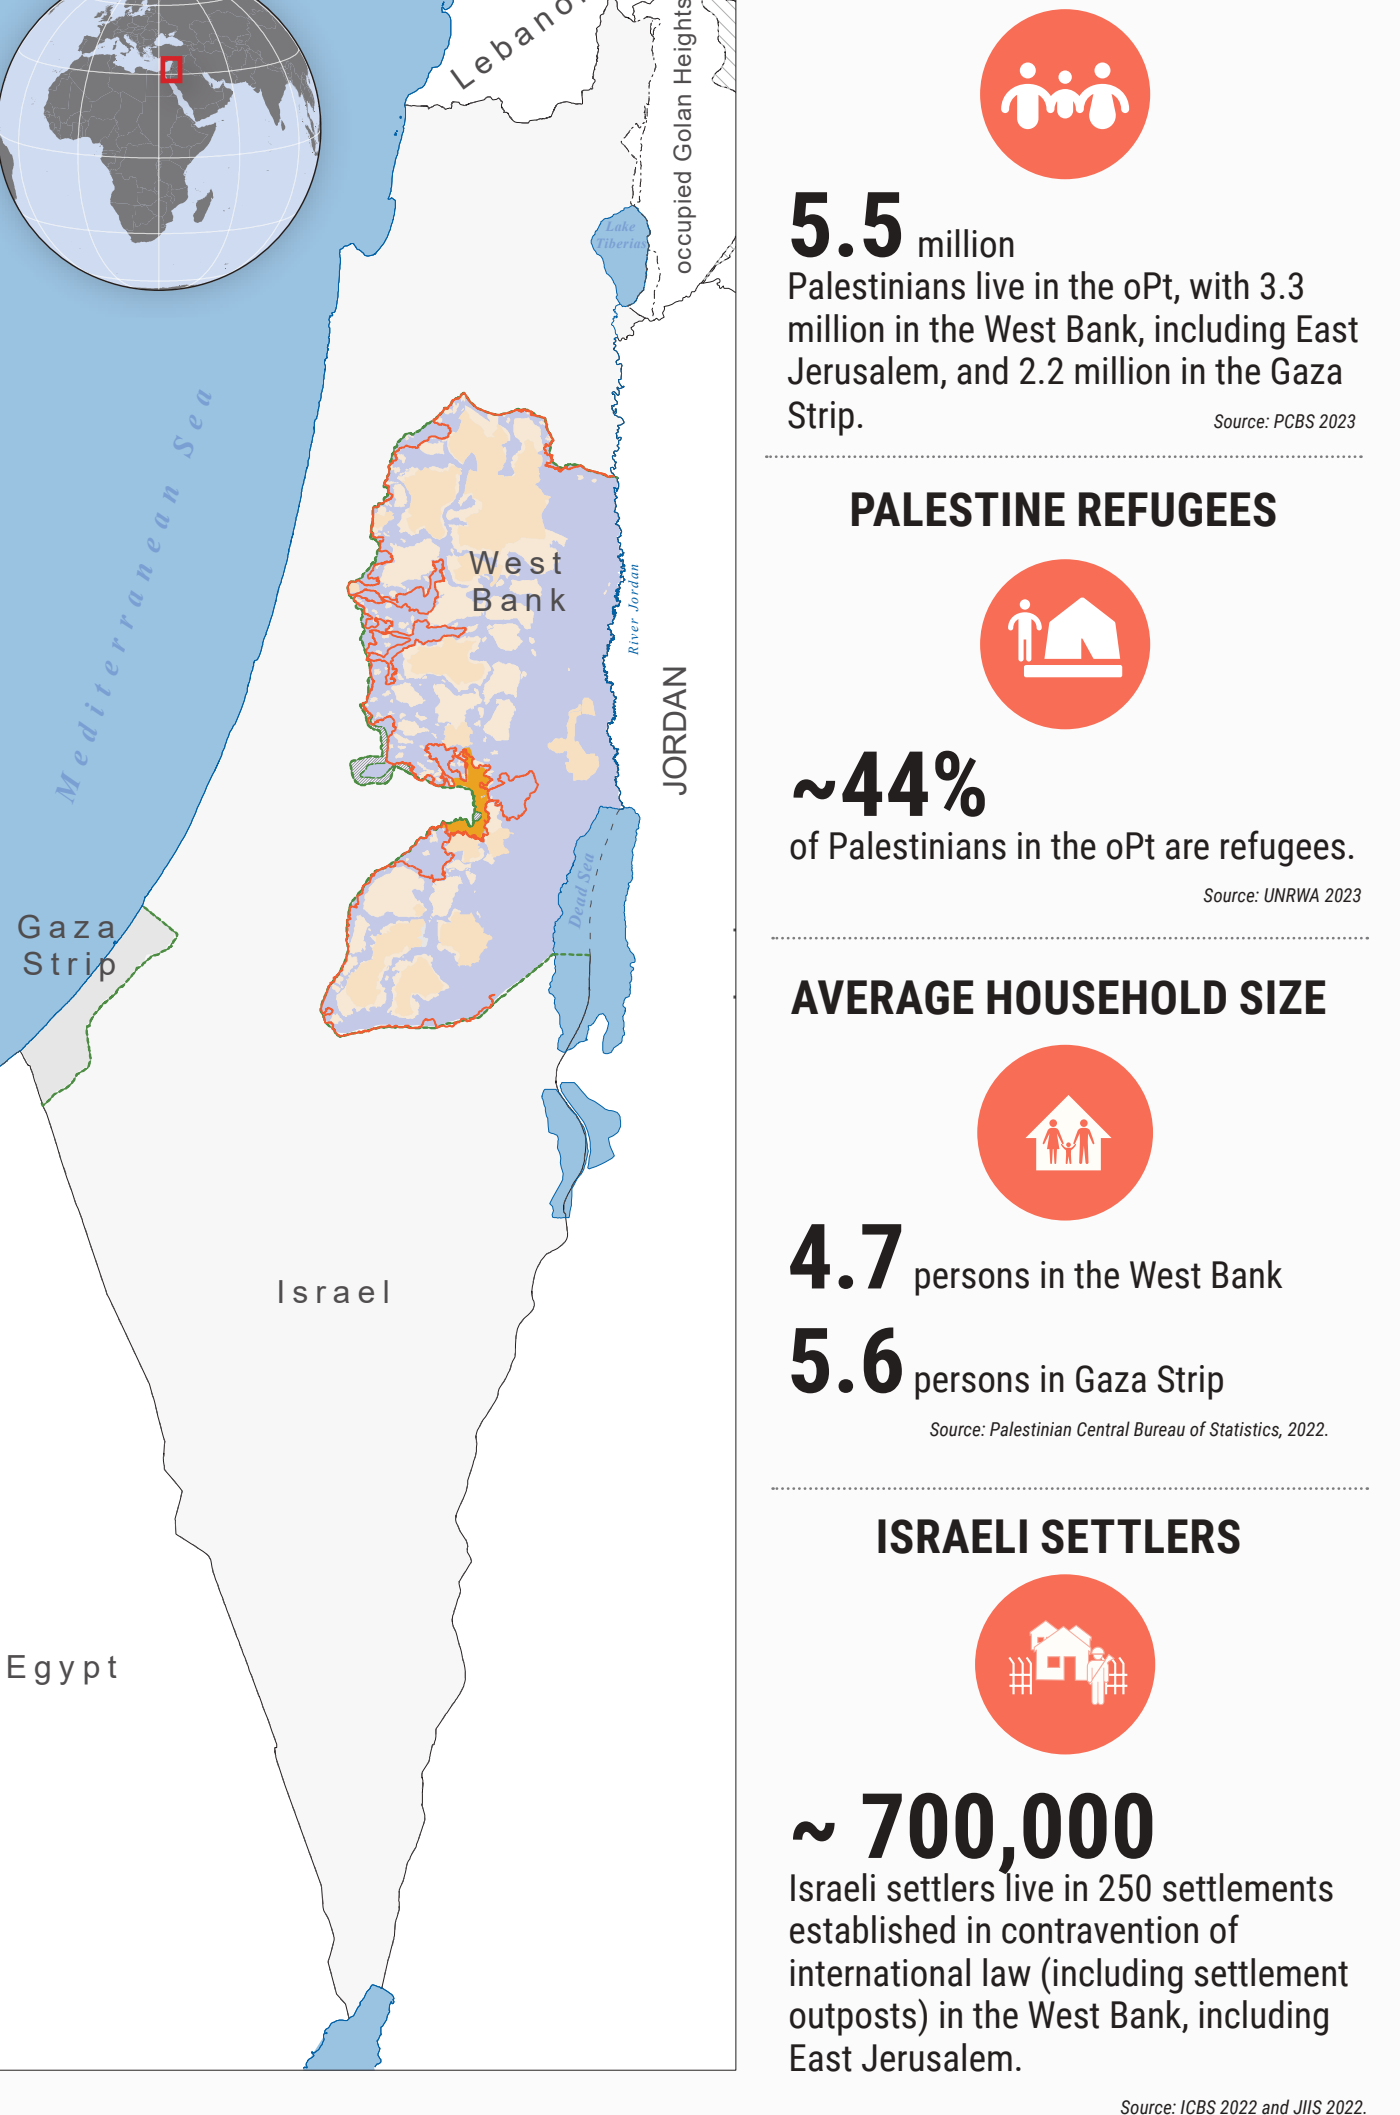 Lebanon
occupied Golan Heights
Lake
Tiberias
Mediterranean Sea
West
Bank
River Jordan
JORDAN
Dead Sea
Gaza
Strip
Israel
Egypt
5.5 million
Palestinians live in the oPt, with 3.3
million in the West Bank, including East
Jerusalem, and 2.2 million in the Gaza
Strip.
Source: PCBS 2023
PALESTINE REFUGEES
~44%
of Palestinians in the oPt are refugees.
Source: UNRWA 2023
AVERAGE HOUSEHOLD SIZE
4.7 persons in the West Bank
5.6 persons in Gaza Strip
Source: Palestinian Central Bureau of Statistics, 2022.
ISRAELI SETTLERS
~ 700,000
Israeli settlers live in 250 settlements
established in contravention of
international law (including settlement
outposts) in the West Bank, including
East Jerusalem.
Source: ICBS 2022 and JIIS 2022.